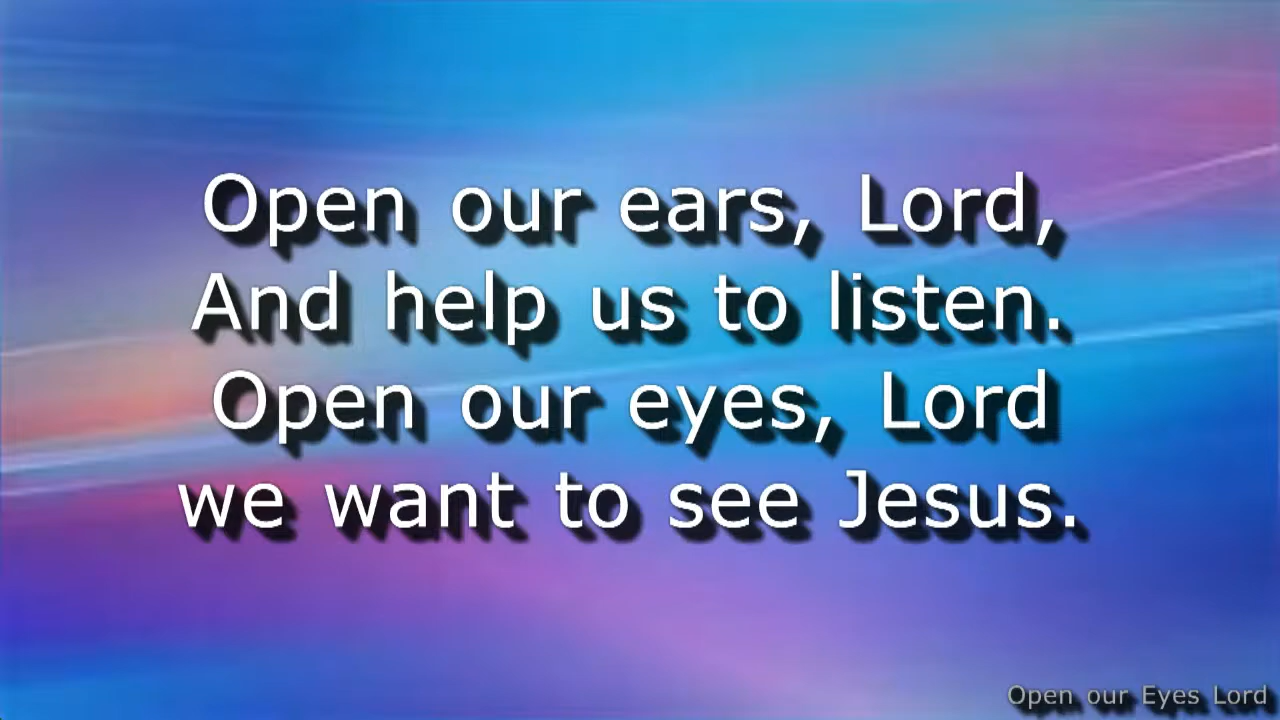 Open our ears, Lord,
And help us to listen.
Open our eyes, Lord
we want to see Jesus.
Open our Eyes Lord